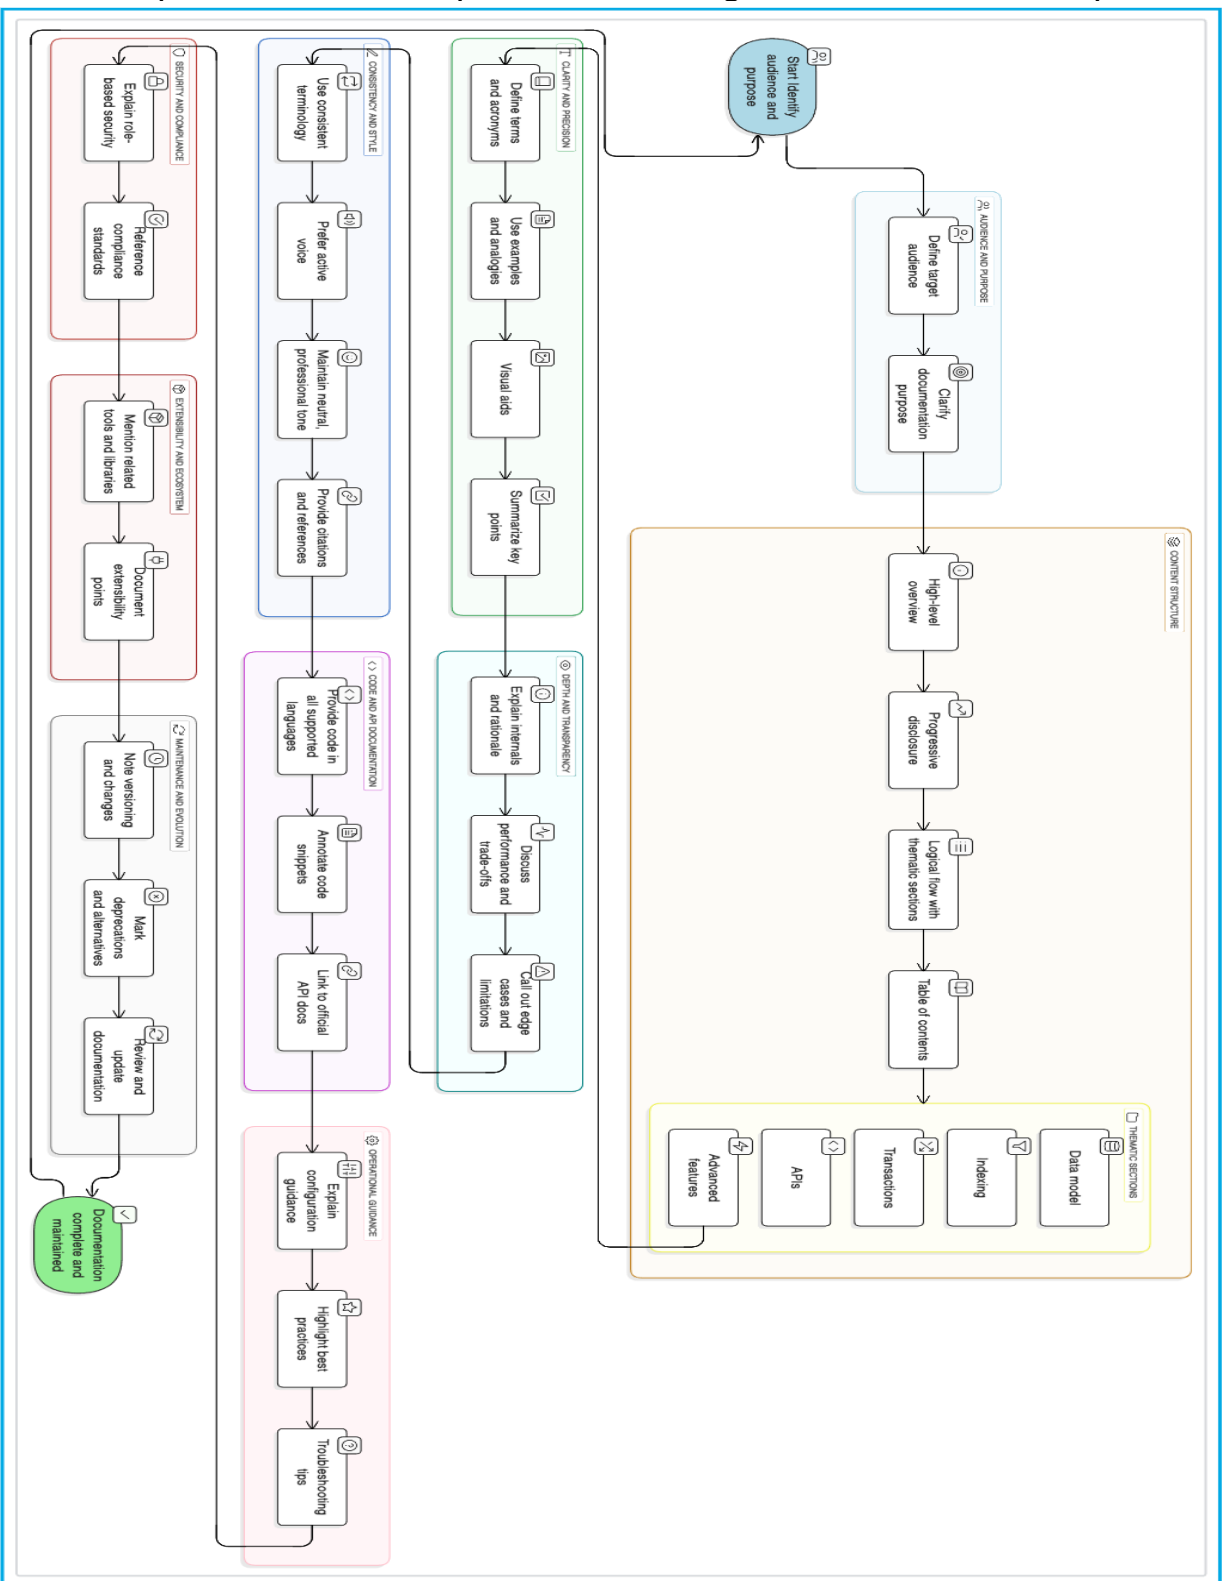 Start Identify
audience and
purpose
AUDIENCE AND PURPOSE
Define target
audience
Clarify
documentation
purpose
CONTENT STRUCTURE
High-level
overview
Progressive
disclosure
Logical flow with
thematic sections
Table of contents
THEMATIC SECTIONS
Data model
Indexing
Transactions
APIs
Advanced
features
CLARITY AND PRECISION
Define terms
and acronyms
Use examples
and analogies
Visual aids
Summarize key
points
DEPTH AND TRANSPARENCY
Explain internals
and rationale
Discuss
performance and
trade-offs
Call out edge
cases and
limitations
CONSISTENCY AND STYLE
Use consistent
terminology
Prefer active
voice
Maintain neutral,
professional tone
Provide citations
and references
CODE AND API DOCUMENTATION
Provide code in
all supported
languages
Annotate code
snippets
Link to official
API docs
OPERATIONAL GUIDANCE
Explain
configuration
guidance
Highlight best
practices
Troubleshooting
tips
SECURITY AND COMPLIANCE
Explain role-
based security
Reference
compliance
standards
EXTENSIBILITY AND ECOSYSTEM
Mention related
tools and libraries
Document
extensibility
points
MAINTENANCE AND EVOLUTION
Note versioning
and changes
Mark
deprecations
and alternatives
Review and
update
documentation
Documentation
complete and
maintained